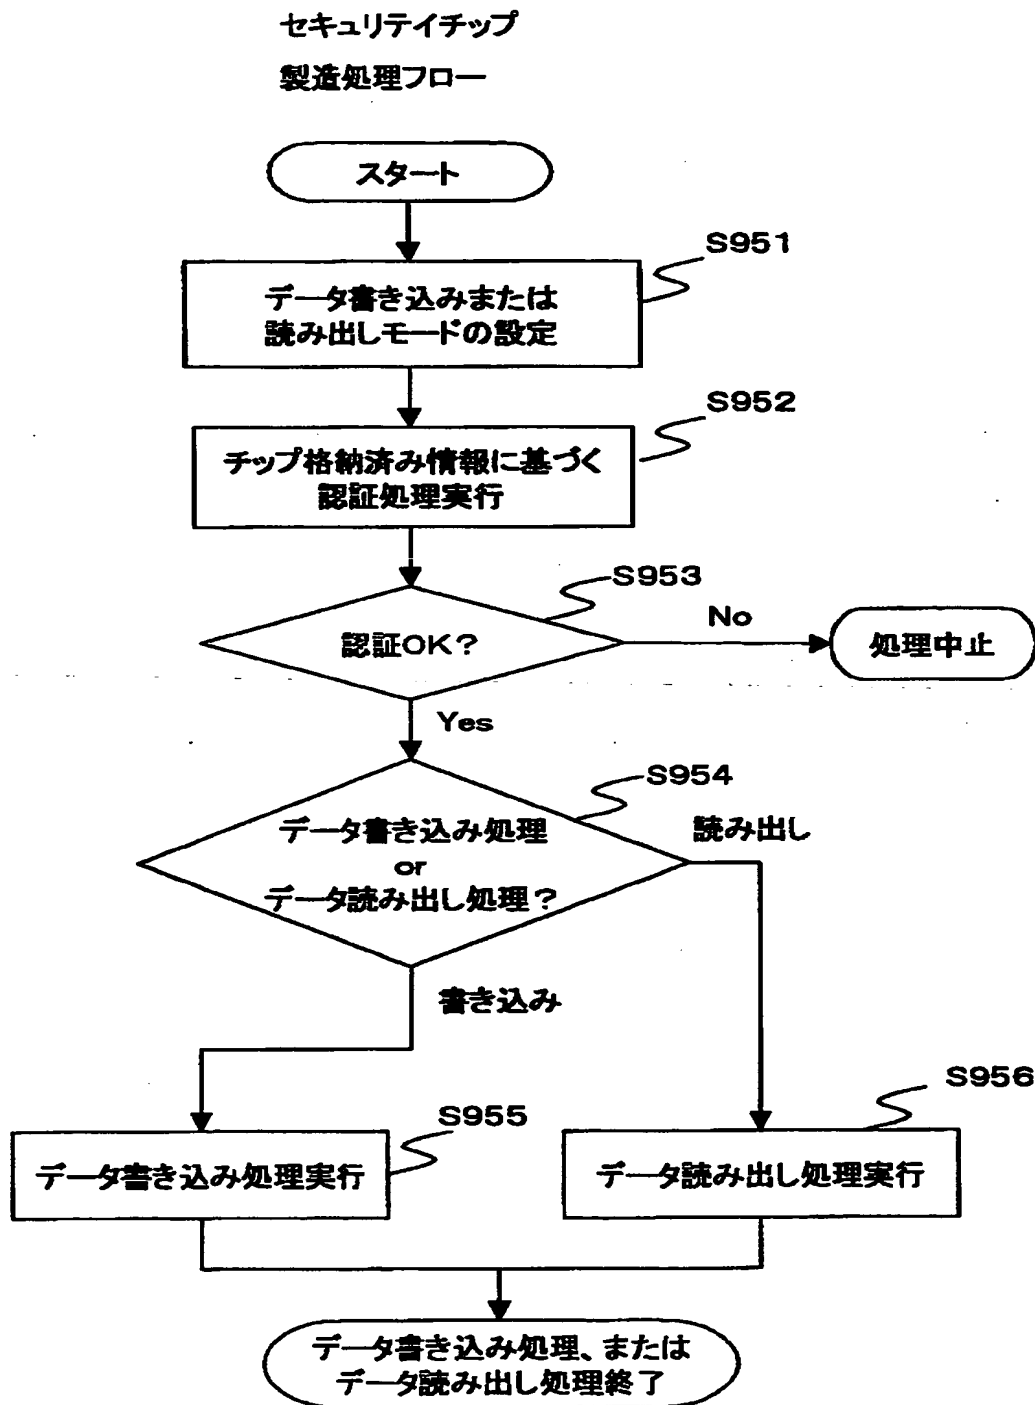 セキュリテイチップ
製造処理フロー
スタート
S951
データ書き込みまたは
読み出しモードの設定
S952
チップ格納済み情報に基づく
認証処理実行
S953
認証OK?
No
処理中止
Yes
S954
データ書き込み処理
or
データ読み出し処理?
読み出し
書き込み
S955
データ書き込み処理実行
S956
データ読み出し処理実行
データ書き込み処理、または
データ読み出し処理終了